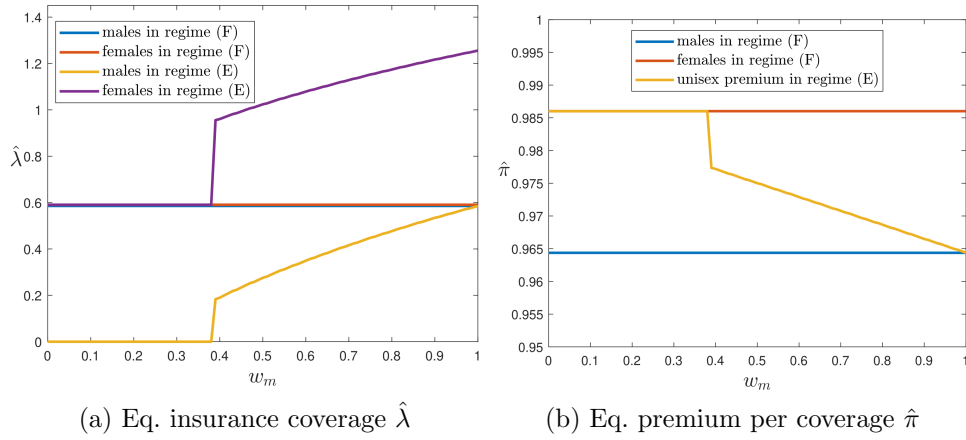 1.4
1.2
1
0.8
0.6
0.4
0.2
0
λ̂
males in regime (F)
females in regime (F)
males in regime (E)
females in regime (E)
0 0.1 0.2 0.3 0.4 0.5 0.6 0.7 0.8 0.9 1
w_m
(a) Eq. insurance coverage λ̂
1
0.995
0.99
0.985
0.98
0.975
0.97
0.965
0.96
0.955
0.95
π̂
males in regime (F)
females in regime (F)
unisex premium in regime (E)
0 0.1 0.2 0.3 0.4 0.5 0.6 0.7 0.8 0.9 1
w_m
(b) Eq. premium per coverage π̂